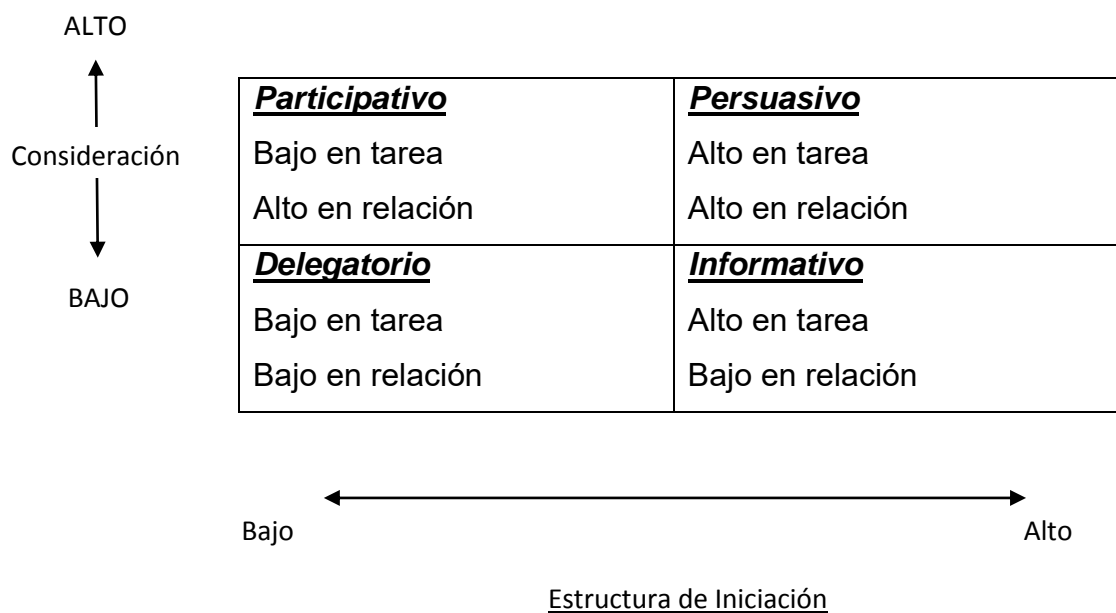 ALTO
Consideración
BAJO
Participativo
Bajo en tarea
Alto en relación
Persuasivo
Alto en tarea
Alto en relación
Delegatorio
Bajo en tarea
Bajo en relación
Informativo
Alto en tarea
Bajo en relación
Bajo
Alto
Estructura de Iniciación